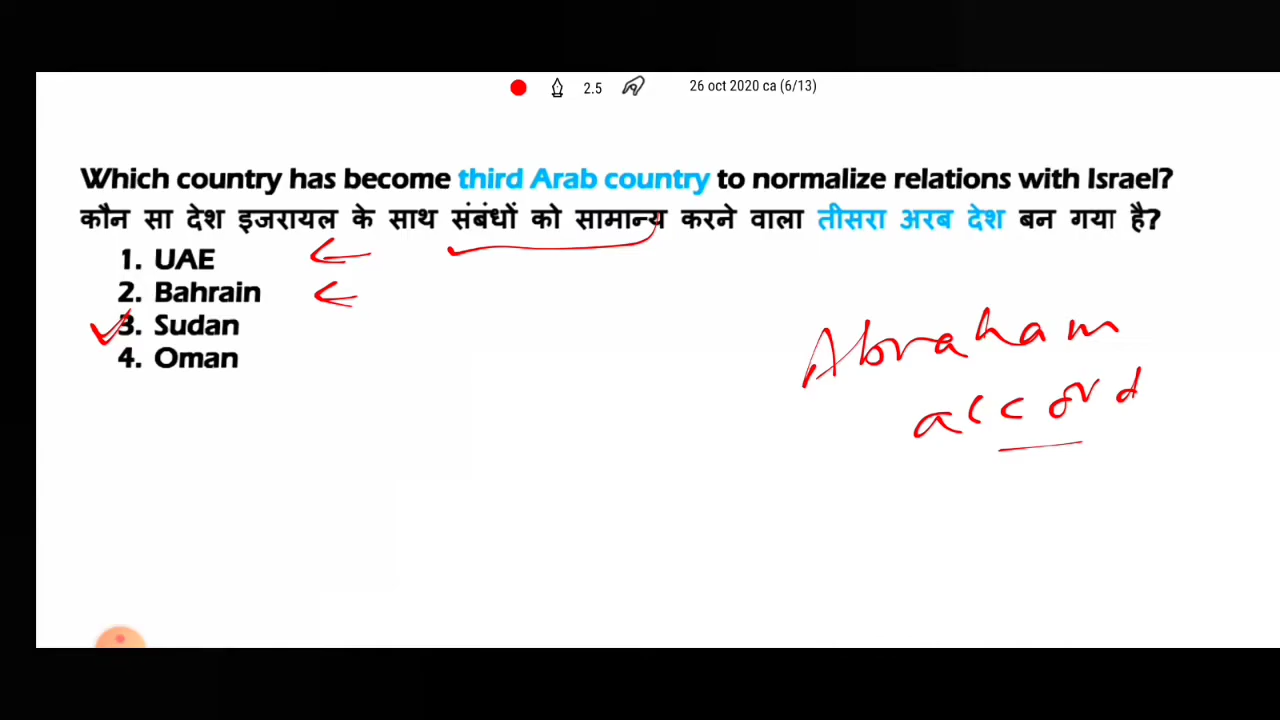 2.5 26 oct 2020 ca (6/13)
Which country has become third Arab country to normalize relations with Israel?
कौन सा देश इजरायल के साथ संबंधों को सामान्य करने वाला तीसरा अरब देश बन गया है?
1. UAE
2. Bahrain
3. Sudan
4. Oman
Abraham
accord